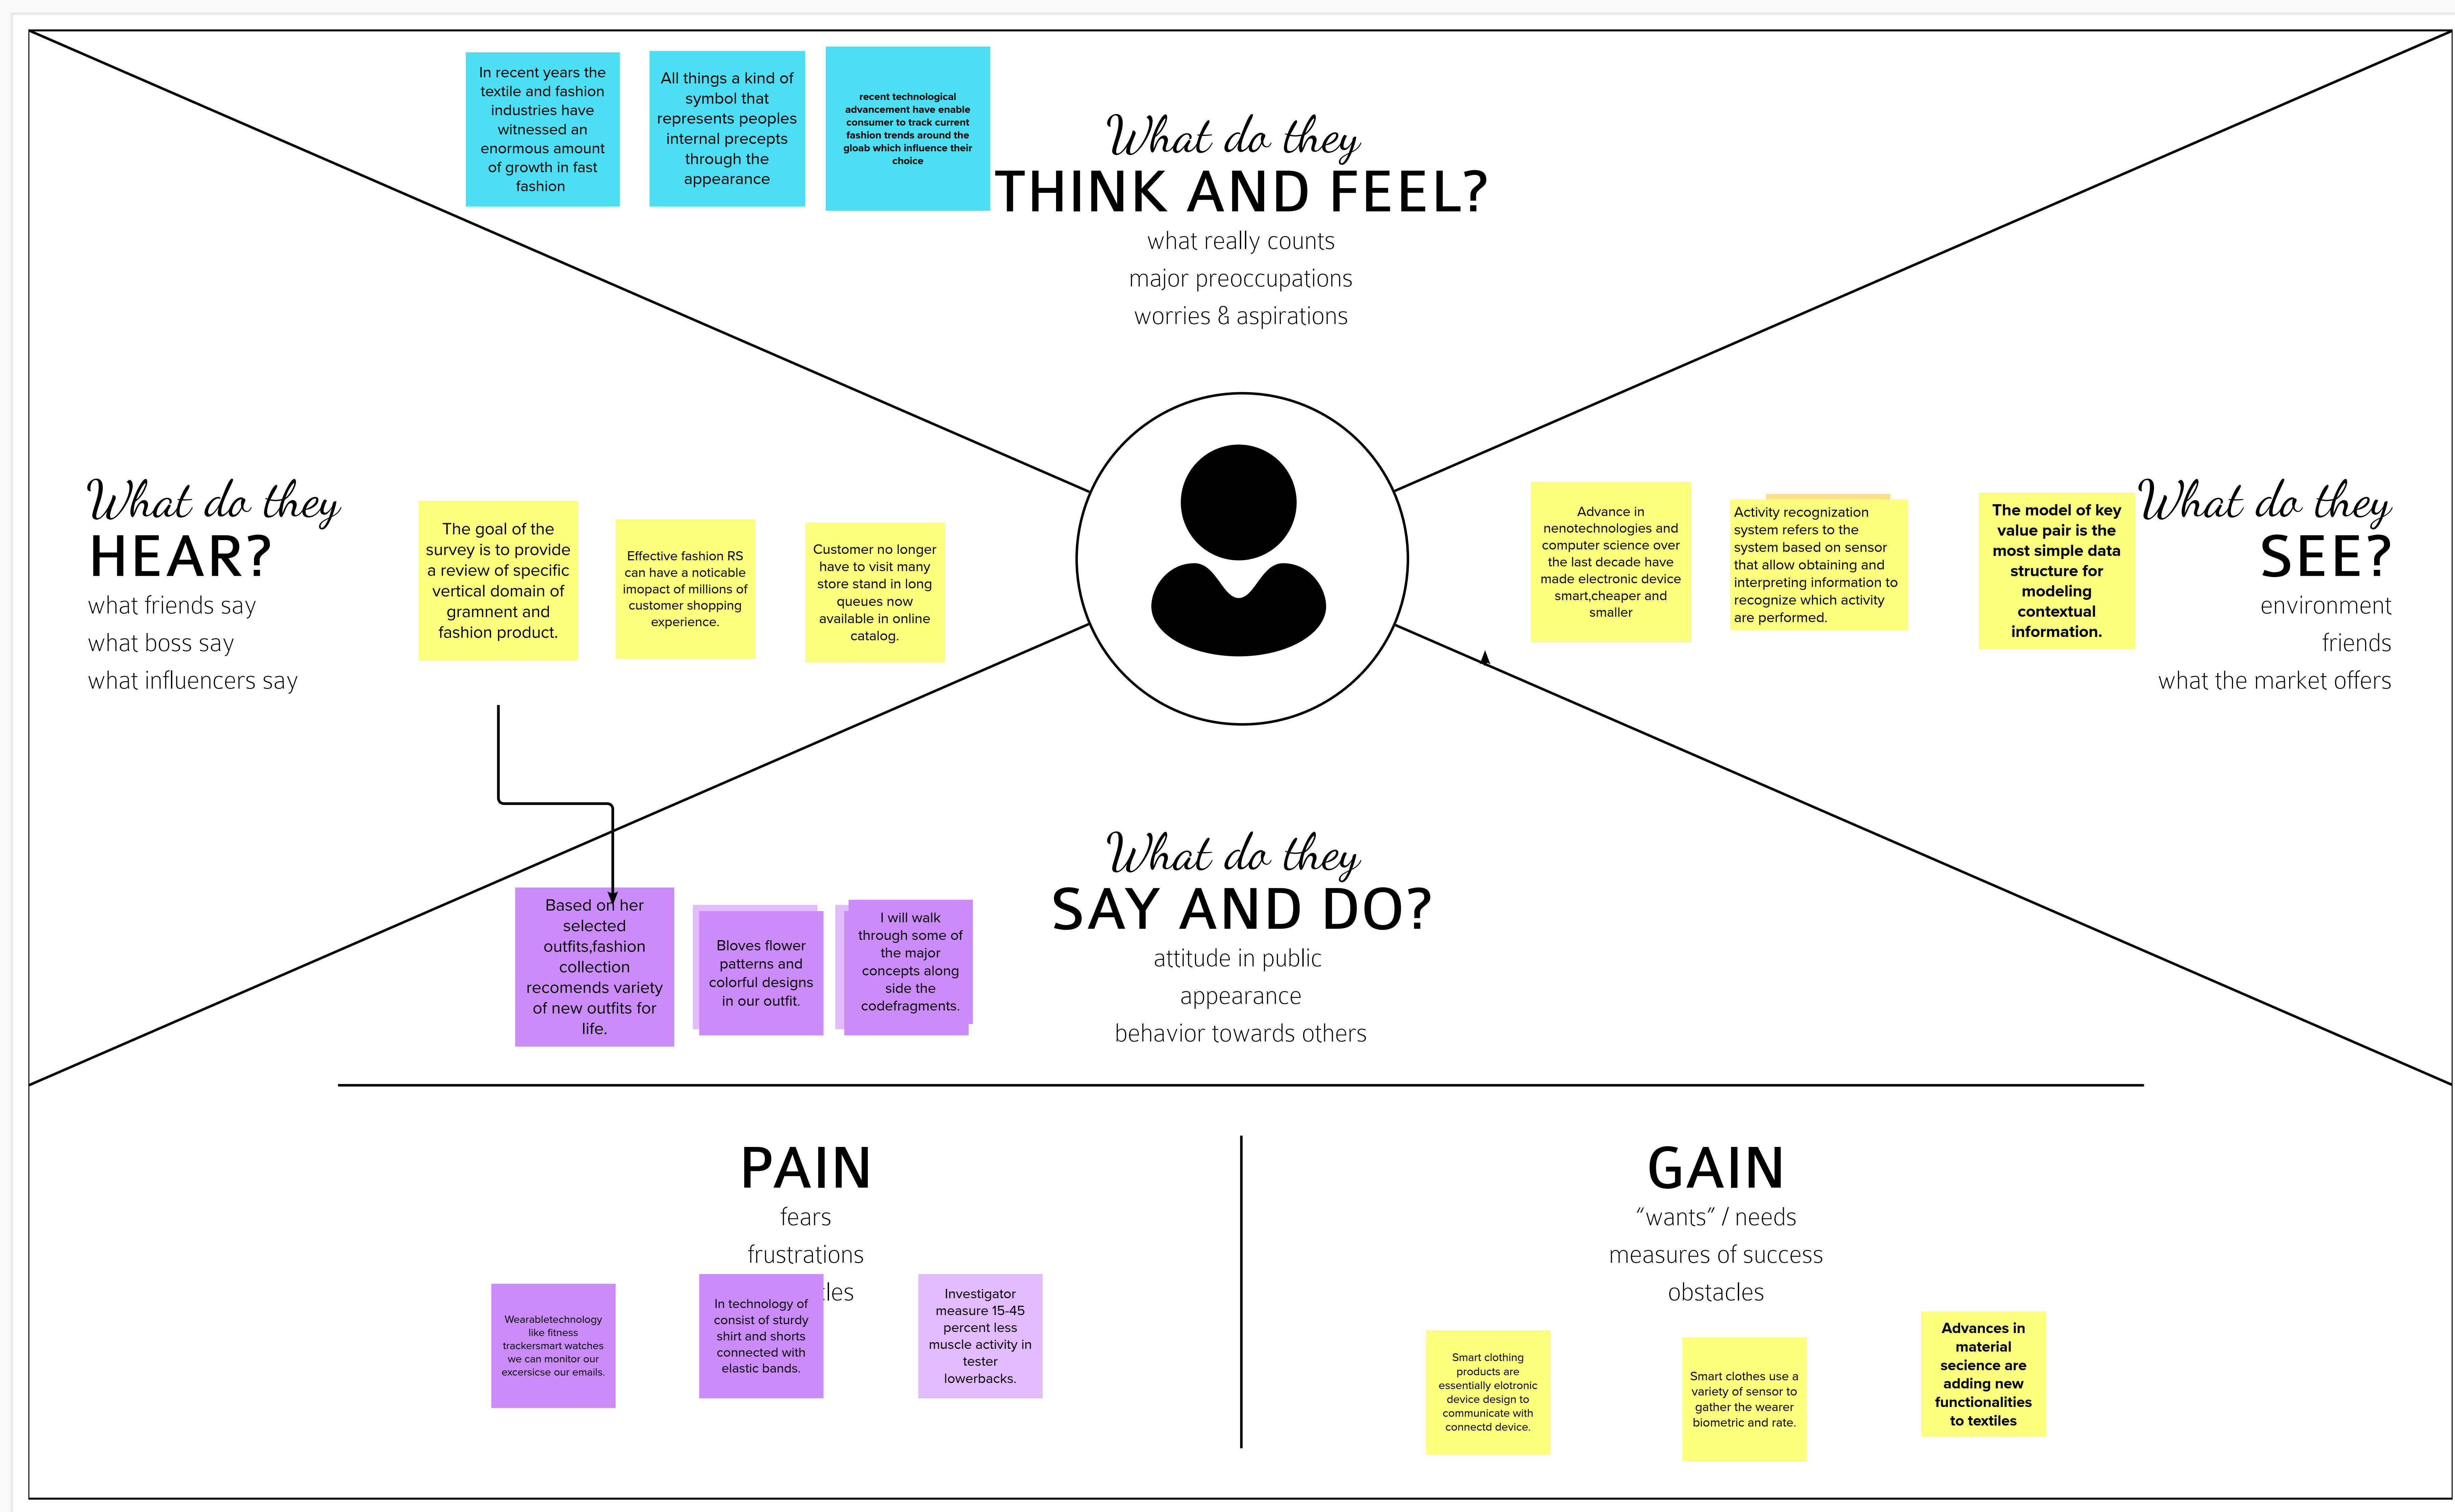 In recent years the
textile and fashion
industries have
witnessed an
enormous amount
of growth in fast
fashion
All things a kind of
symbol that
represents peoples
internal precepts
through the
appearance
recent technological
advancement have enable
consumer to track current
fashion trends around the
gloab which influence their
choice
What do they
THINK AND FEEL?
what really counts
major preoccupations
worries & aspirations
What do they
HEAR?
what friends say
what boss say
what influencers say
The goal of the
survey is to provide
a review of specific
vertical domain of
gramnent and
fashion product.
Effective fashion RS
can have a noticable
imopact of millions of
customer shopping
experience.
Customer no longer
have to visit many
store stand in long
queues now
available in online
catalog.
Advance in
nenotechnologies and
computer science over
the last decade have
made electronic device
smart,cheaper and
smaller
Activity recognization
system refers to the
system based on sensor
that allow obtaining and
interpreting information to
recognize which activity
are performed.
The model of key
value pair is the
most simple data
structure for
modeling
contextual
information.
What do they
SEE?
environment
friends
what the market offers
Based on her
selected
outfits,fashion
collection
recomends variety
of new outfits for
life.
Bloves flower
patterns and
colorful designs
in our outfit.
I will walk
through some of
the major
concepts along
side the
codefragments.
What do they
SAY AND DO?
attitude in public
appearance
behavior towards others
PAIN
fears
frustrations
Wearabletechnology
like fitness
trackersmart watches
we can monitor our
excersicse our emails.
In technology of
consist of sturdy
shirt and shorts
connected with
elastic bands.
Investigator
measure 15-45
percent less
muscle activity in
tester
lowerbacks.
GAIN
“wants” / needs
measures of success
obstacles
Smart clothing
products are
essentially elotronic
device design to
communicate with
connectd device.
Smart clothes use a
variety of sensor to
gather the wearer
biometric and rate.
Advances in
material
secience are
adding new
functionalities
to textiles